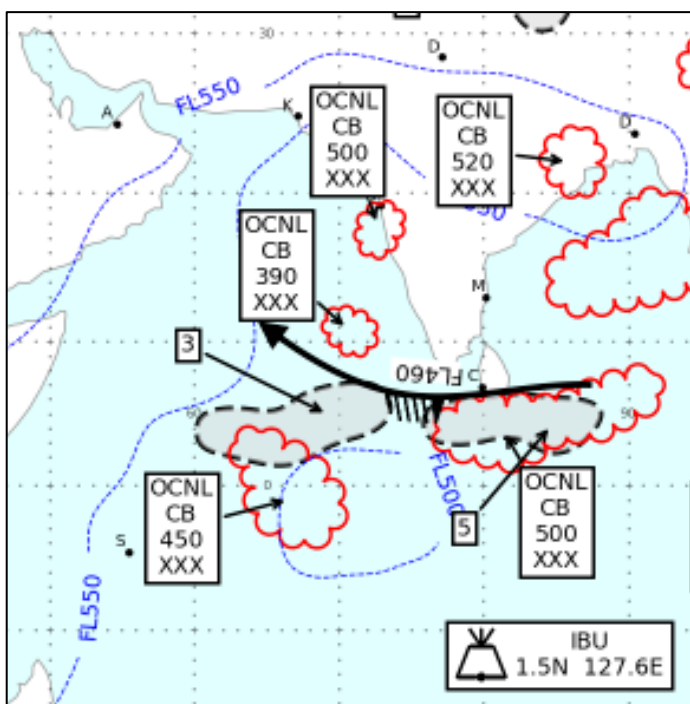 30
D
FL550
A
K
OCNL
CB
500
XXX
OCNL
CB
520
XXX
D
OCNL
CB
390
XXX
M
3
FL460
C
60
90
OCNL
CB
450
XXX
D
FL500
OCNL
CB
500
XXX
5
S
FL550
IBU
1.5N 127.6E